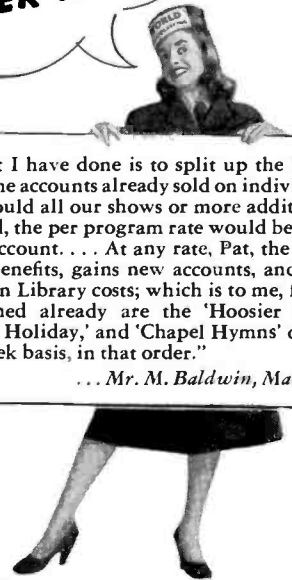 ER
WORLD
t I have done is to split up the
ne accounts already sold on indiv
ould all our shows or more addit
l, the per program rate would be
ccount. . . . At any rate, Pat, the
enefits, gains new accounts, and
n Library costs; which is to me, f
ned already are the 'Hoosier
Holiday,' and 'Chapel Hymns'
ek basis, in that order."
. . . Mr. M. Baldwin, Ma